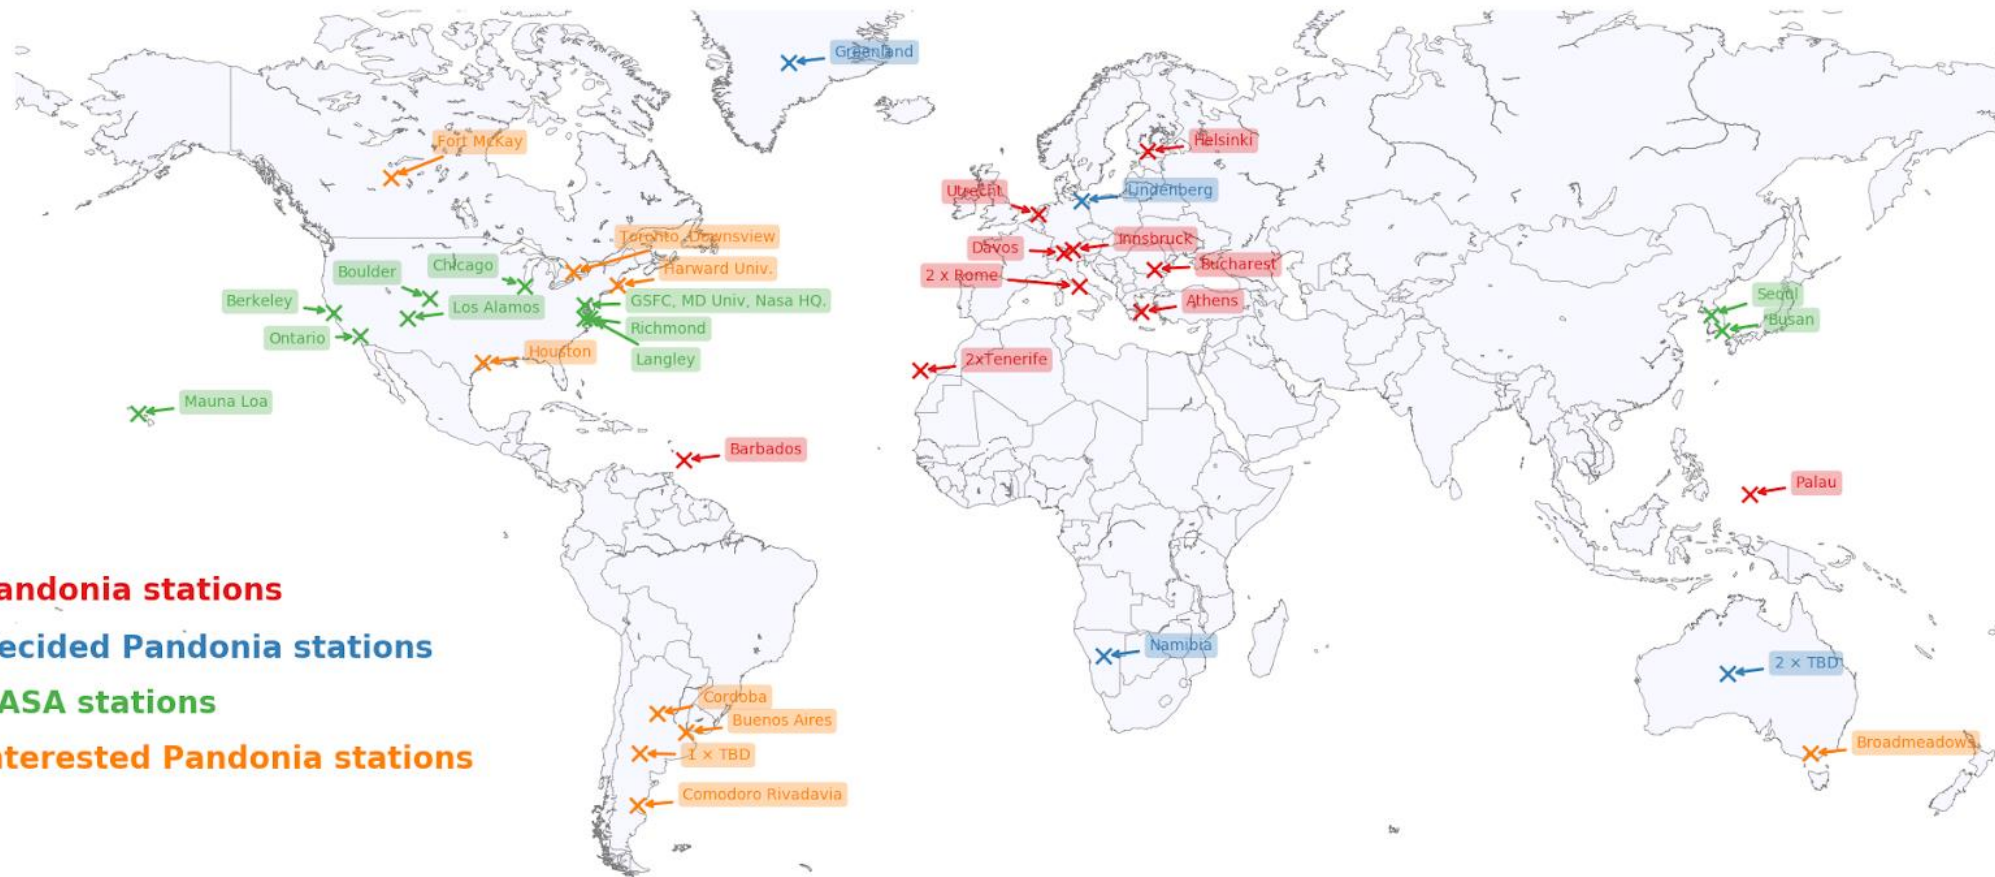 Greenland
Fort McKay
Helsinki
Utrecht
Lindenberg
Toronto, Downsview
Davos
Innsbruck
Chicago
Boulder
Harward Univ.
2 x Rome
Bucharest
Berkeley
Los Alamos
GSFC, MD Univ, Nasa HQ.
Athens
Seoul
Busan
Ontario
Richmond
Houston
Langley
2xTenerife
Mauna Loa
Barbados
Palau
andonia stations
ecided Pandonia stations
Namibia
2 × TBD
ASA stations
Cordoba
Buenos Aires
Broadmeadows
nterested Pandonia stations
1 × TBD
Comodoro Rivadavia